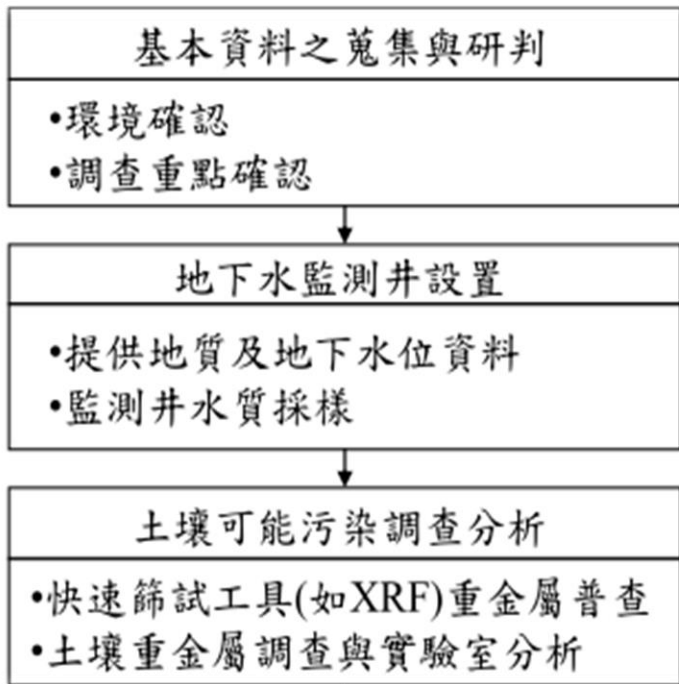 基本資料之蒐集與研判
•環境確認
•調查重點確認
地下水監測井設置
•提供地質及地下水位資料
•監測井水質採樣
土壤可能污染調查分析
•快速篩試工具(如XRF)重金屬普查
•土壤重金屬調查與實驗室分析